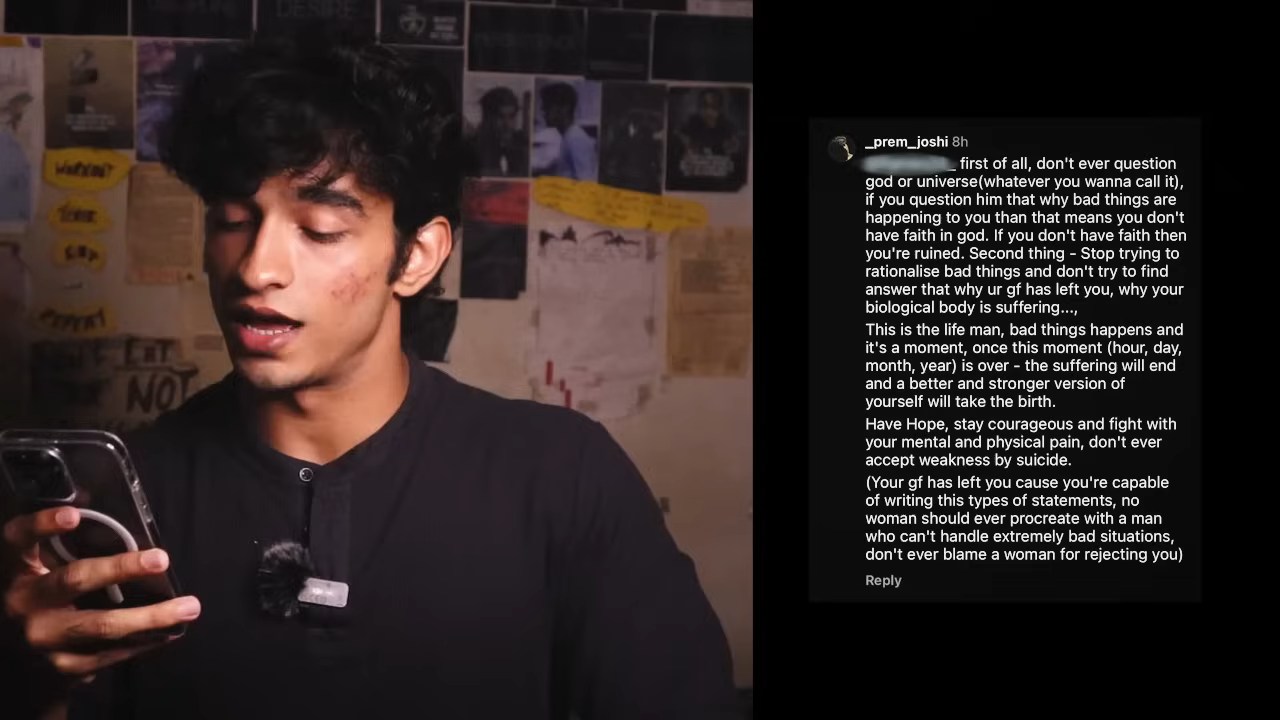 DESIRE
WORKOUT
EAT
REPEAT
DON'T EAT
NOT
_prem_joshi 8h
first of all, don't ever question
god or universe(whatever you wanna call it),
if you question him that why bad things are
happening to you than that means you don't
have faith in god. If you don't have faith then
you're ruined. Second thing - Stop trying to
rationalise bad things and don't try to find
answer that why ur gf has left you, why your
biological body is suffering...,
This is the life man, bad things happens and
it's a moment, once this moment (hour, day,
month, year) is over - the suffering will end
and a better and stronger version of
yourself will take the birth.
Have Hope, stay courageous and fight with
your mental and physical pain, don't ever
accept weakness by suicide.
(Your gf has left you cause you're capable
of writing this types of statements, no
woman should ever procreate with a man
who can't handle extremely bad situations,
don't ever blame a woman for rejecting you)
Reply